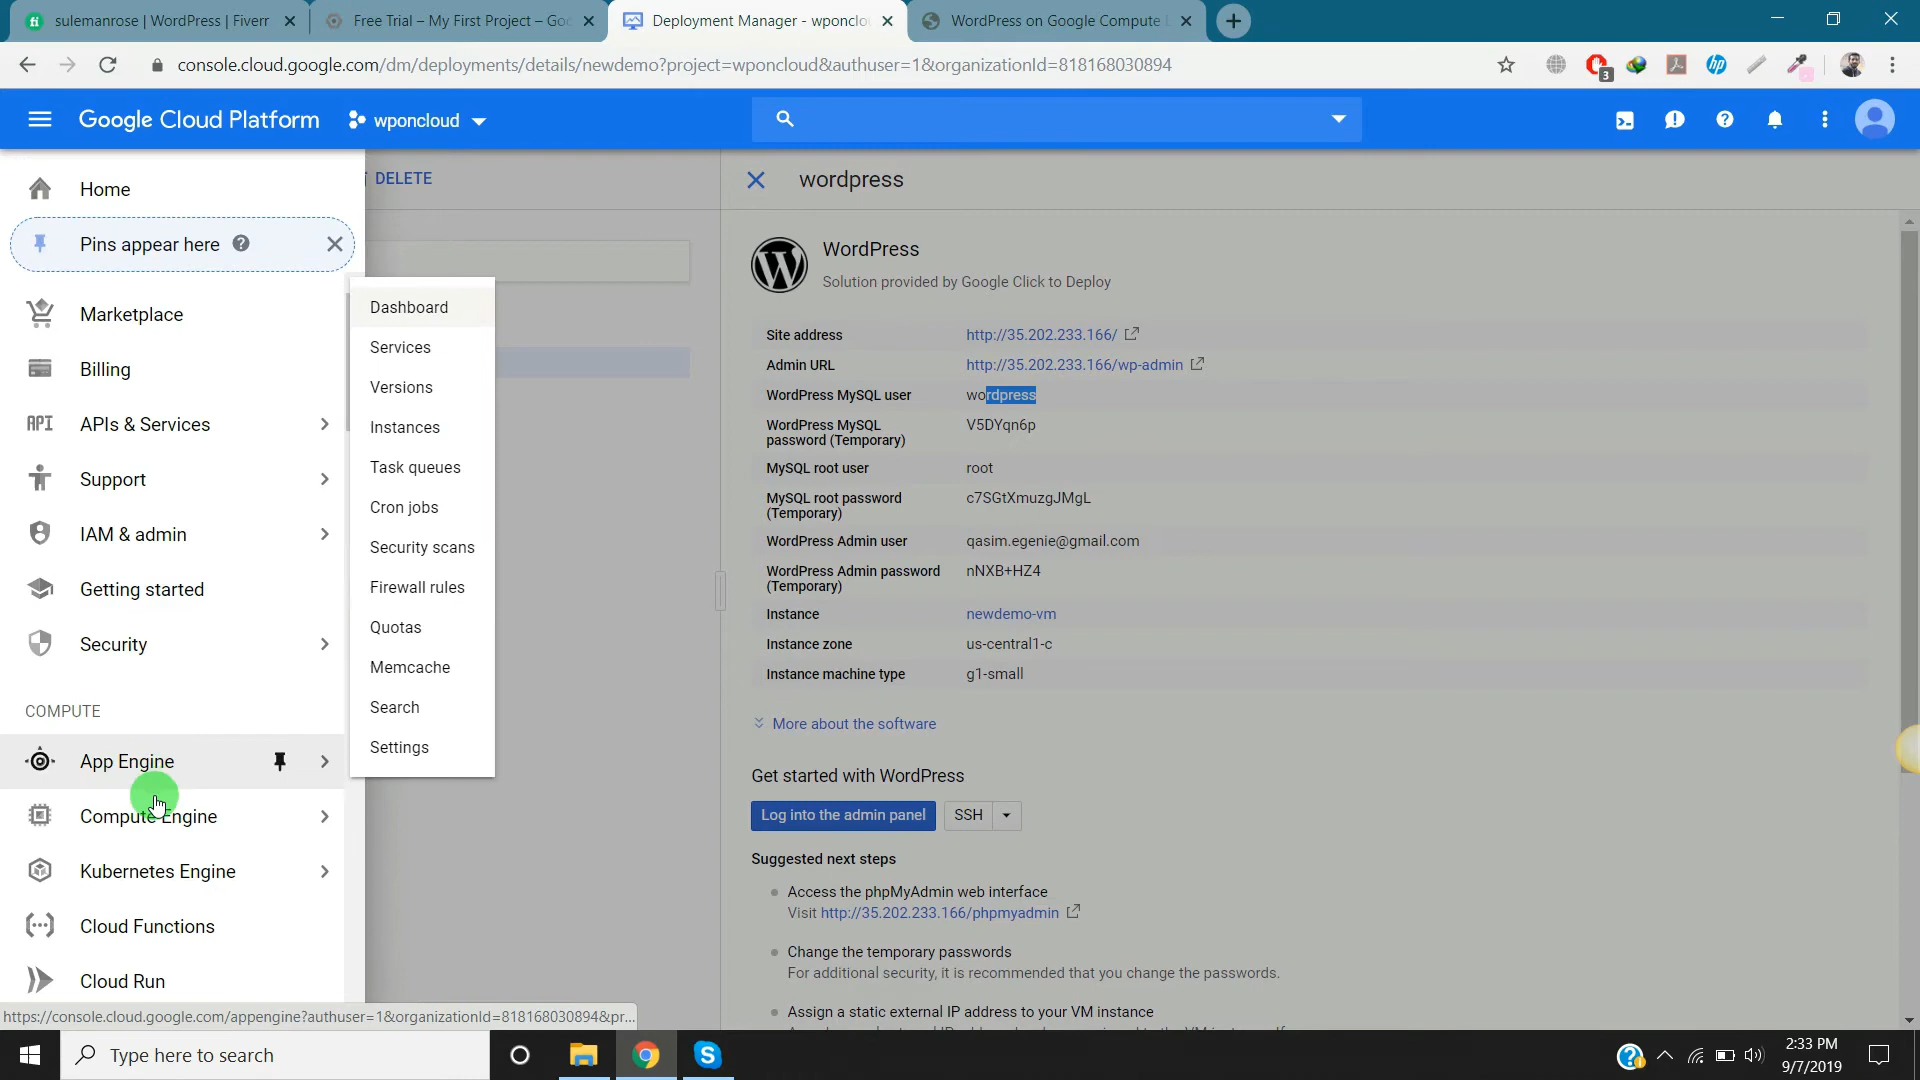 sulemanrose | WordPress | Fiverr
Free Trial – My First Project – Goo
Deployment Manager - wponclo
WordPress on Google Compute
console.cloud.google.com/dm/deployments/details/newdemo?project=wponcloud&authuser=1&organizationId=818168030894
3
Google Cloud Platform
wponcloud
Home
DELETE
wordpress
Pins appear here
Marketplace
Billing
API APIs & Services
Support
IAM & admin
Getting started
Security
COMPUTE
App Engine
Compute Engine
Kubernetes Engine
Cloud Functions
Cloud Run
Dashboard
Services
Versions
Instances
Task queues
Cron jobs
Security scans
Firewall rules
Quotas
Memcache
Search
Settings
WordPress
Solution provided by Google Click to Deploy
Site address http://35.202.233.166/
Admin URL http://35.202.233.166/wp-admin
WordPress MySQL user wordpress
WordPress MySQL V5DYqn6p
password (Temporary)
MySQL root user root
MySQL root password c7SGtXmuzgJMgL
(Temporary)
WordPress Admin user qasim.egenie@gmail.com
WordPress Admin password nNXB+HZ4
(Temporary)
Instance newdemo-vm
Instance zone us-central1-c
Instance machine type g1-small
More about the software
Get started with WordPress
Log into the admin panel SSH
Suggested next steps
Access the phpMyAdmin web interface
Visit http://35.202.233.166/phpmyadmin
Change the temporary passwords
For additional security, it is recommended that you change the passwords.
Assign a static external IP address to your VM instance
https://console.cloud.google.com/appengine?authuser=1&organizationId=818168030894&pr...
Type here to search
2:33 PM
9/7/2019